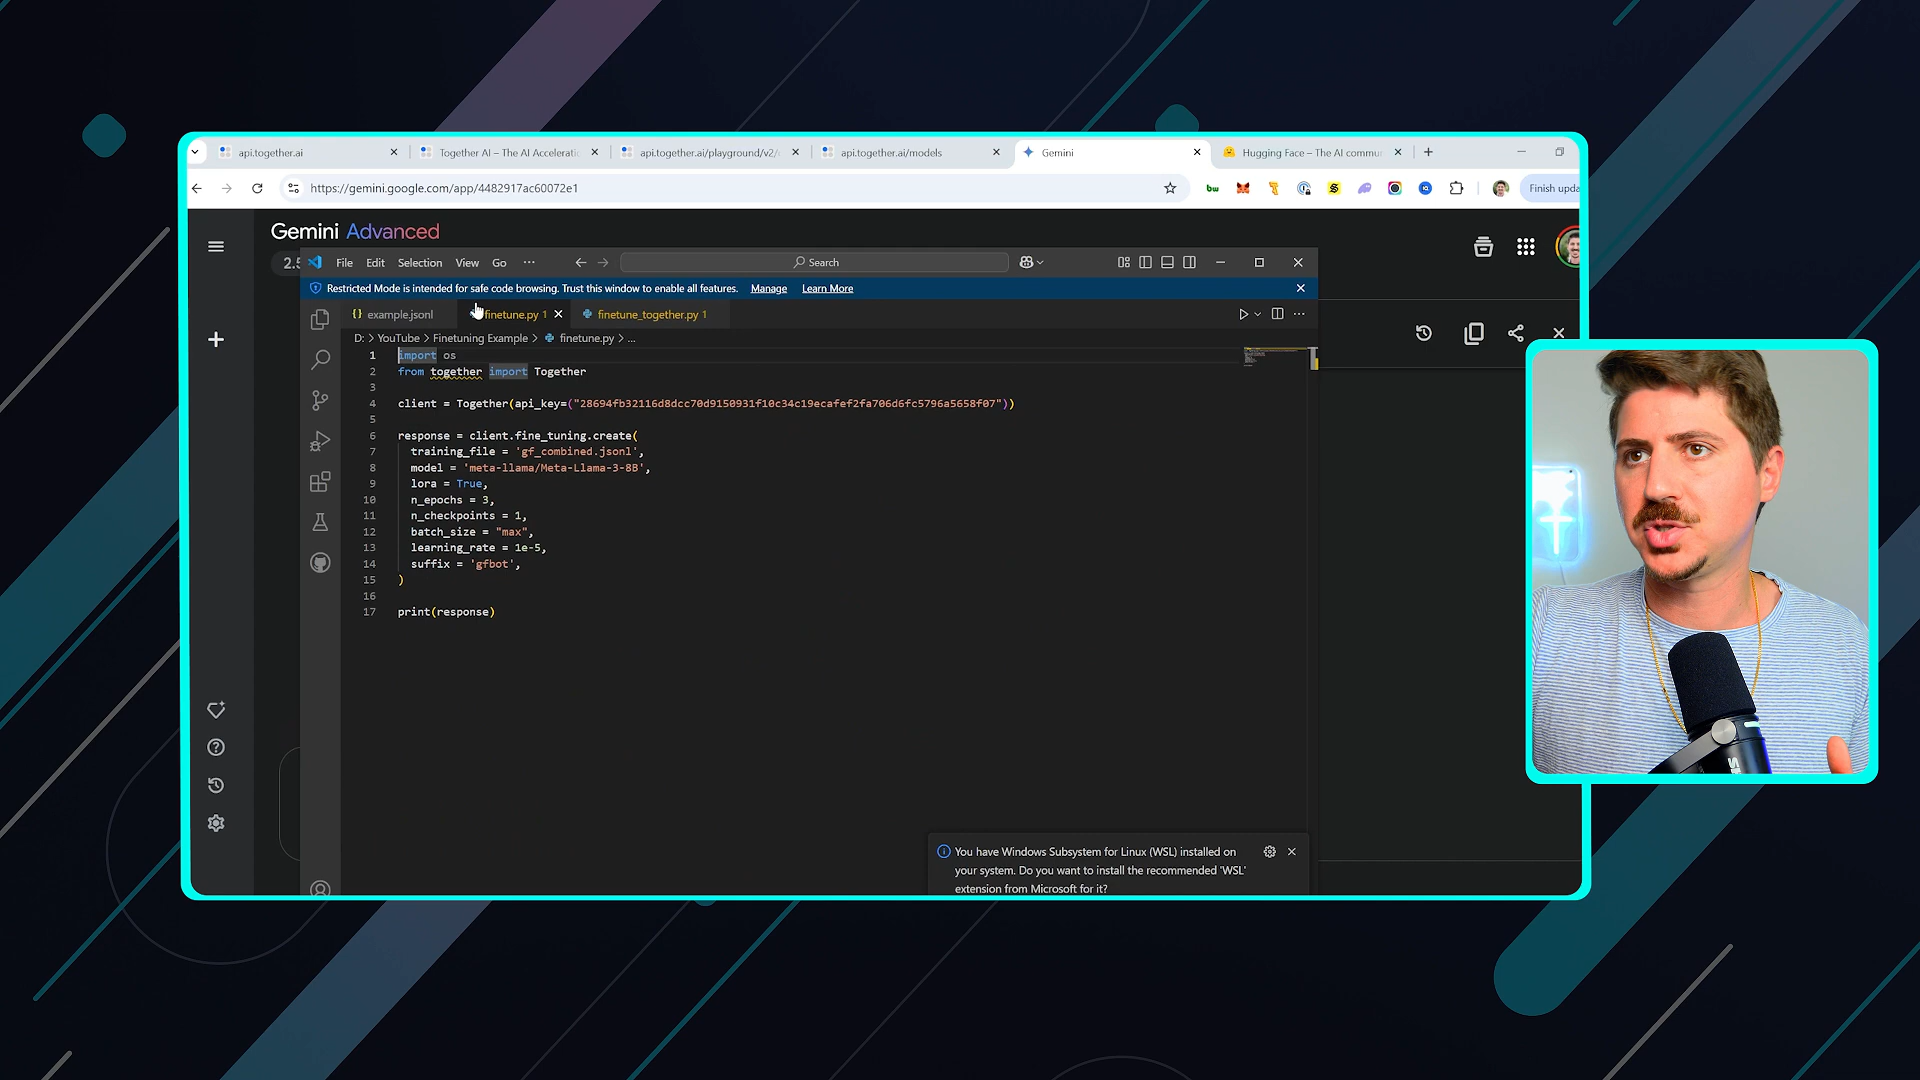 api.together.ai
Together AI – The AI Accelerati
api.together.ai/playground/v2/
api.together.ai/models
Gemini
Hugging Face – The AI commu
https://gemini.google.com/app/4482917ac60072e1
Finish upda
Gemini Advanced
2.5
File Edit Selection View Go ··· Search
Restricted Mode is intended for safe code browsing. Trust this window to enable all features. Manage Learn More
{} example.jsonl
finetune.py 1
finetune_together.py 1
D: > YouTube > Finetuning Example > finetune.py > ...
1 import os
2 from together import Together
3
4 client = Together(api_key=("28694fb32116d8dcc70d9150931f10c34c19ecafef2fa706d6fc5796a5658f07"))
5
6 response = client.fine_tuning.create(
7 training_file = 'gf_combined.jsonl',
8 model = 'meta-llama/Meta-Llama-3-8B',
9 lora = True,
10 n_epochs = 3,
11 n_checkpoints = 1,
12 batch_size = "max",
13 learning_rate = 1e-5,
14 suffix = 'gfbot',
15 )
16
17 print(response)
You have Windows Subsystem for Linux (WSL) installed on
your system. Do you want to install the recommended 'WSL'
extension from Microsoft for it?